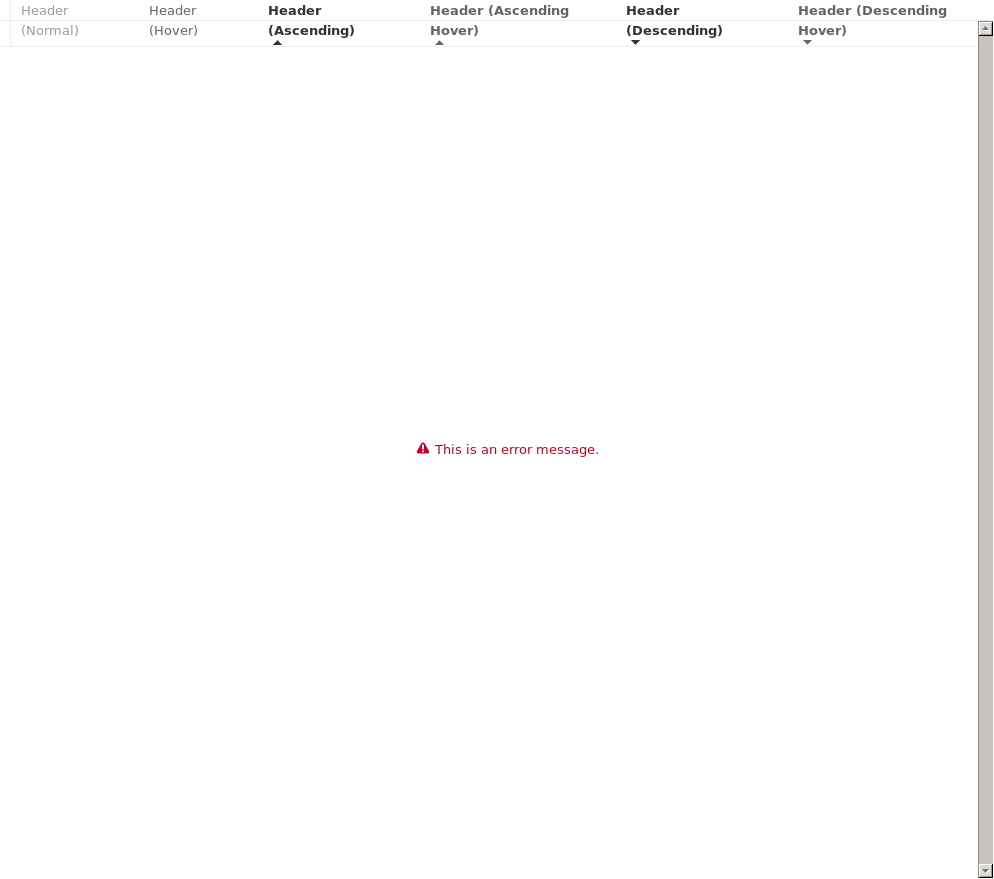 Header Header Header Header (Ascending Header Header (Descending
(Normal) (Hover) (Ascending) Hover) (Descending) Hover)
This is an error message.